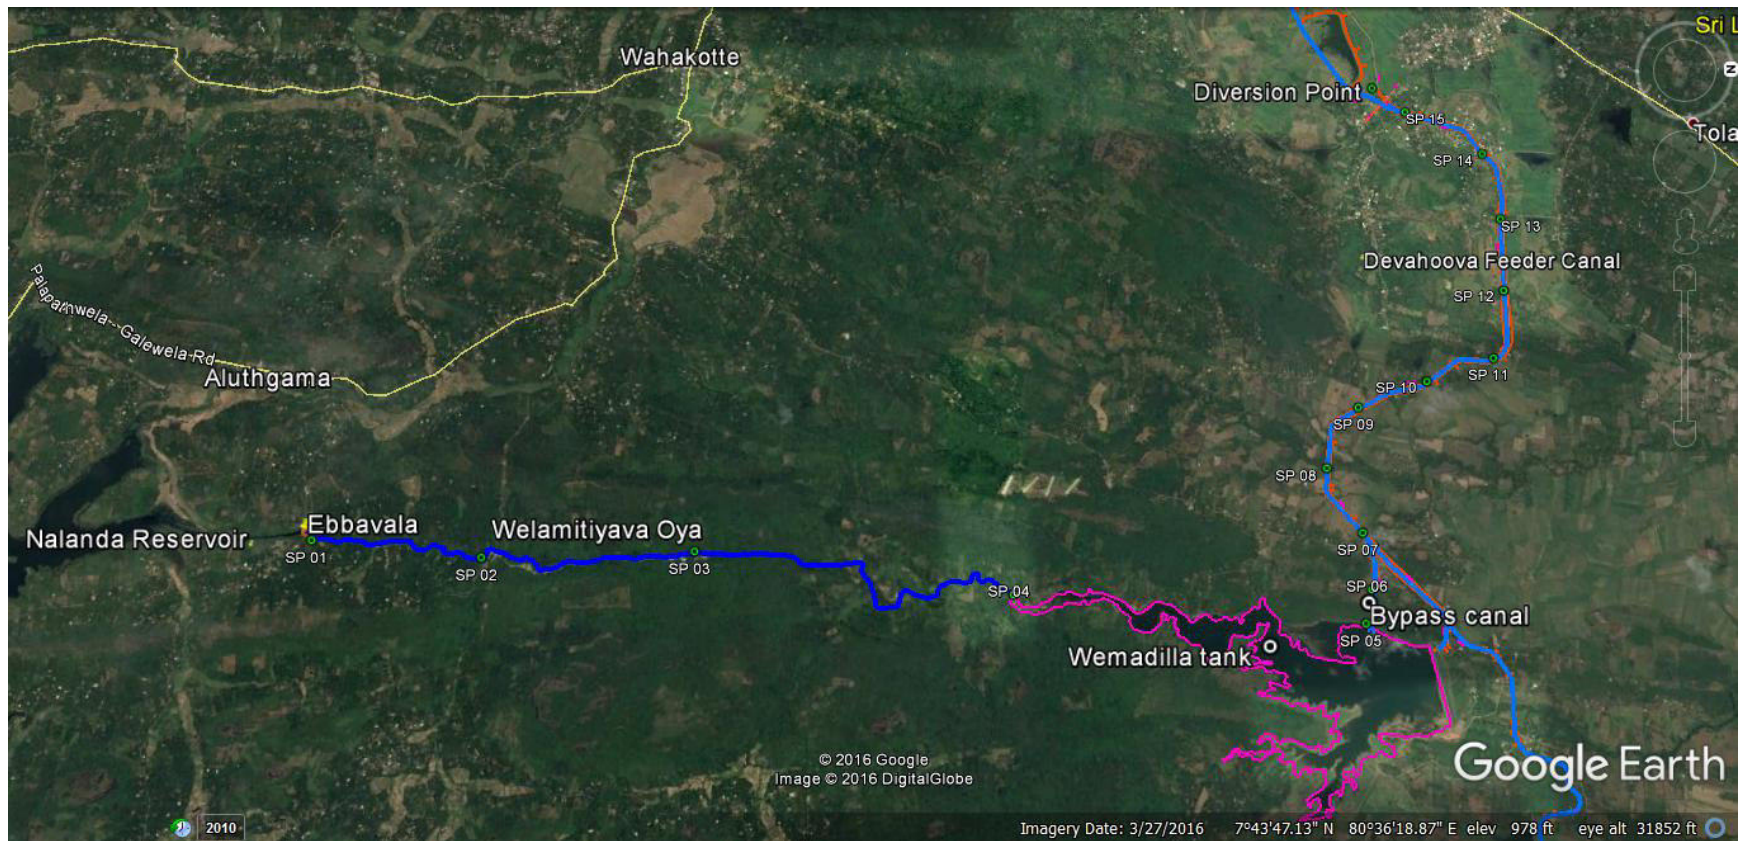 Sri L
Wahakotte
N
Diversion Point
SP 15
Tola
SP 14
SP 13
Devahoova Feeder Canal
SP 12
Palapamwela - Galewela Rd
SP 11
Aluthgama
SP 10
SP 09
SP 08
Ebbavala
Welamitiyava Oya
Nalanda Reservoir
SP 01
SP 07
SP 02
SP 03
SP 04
SP 06
Bypass canal
SP 05
Wemadilla tank
© 2016 Google
Image © 2016 DigitalGlobe
Google Earth
2010
Imagery Date: 3/27/2016 7°43'47.13" N 80°36'18.87" E elev 978 ft eye alt 31852 ft